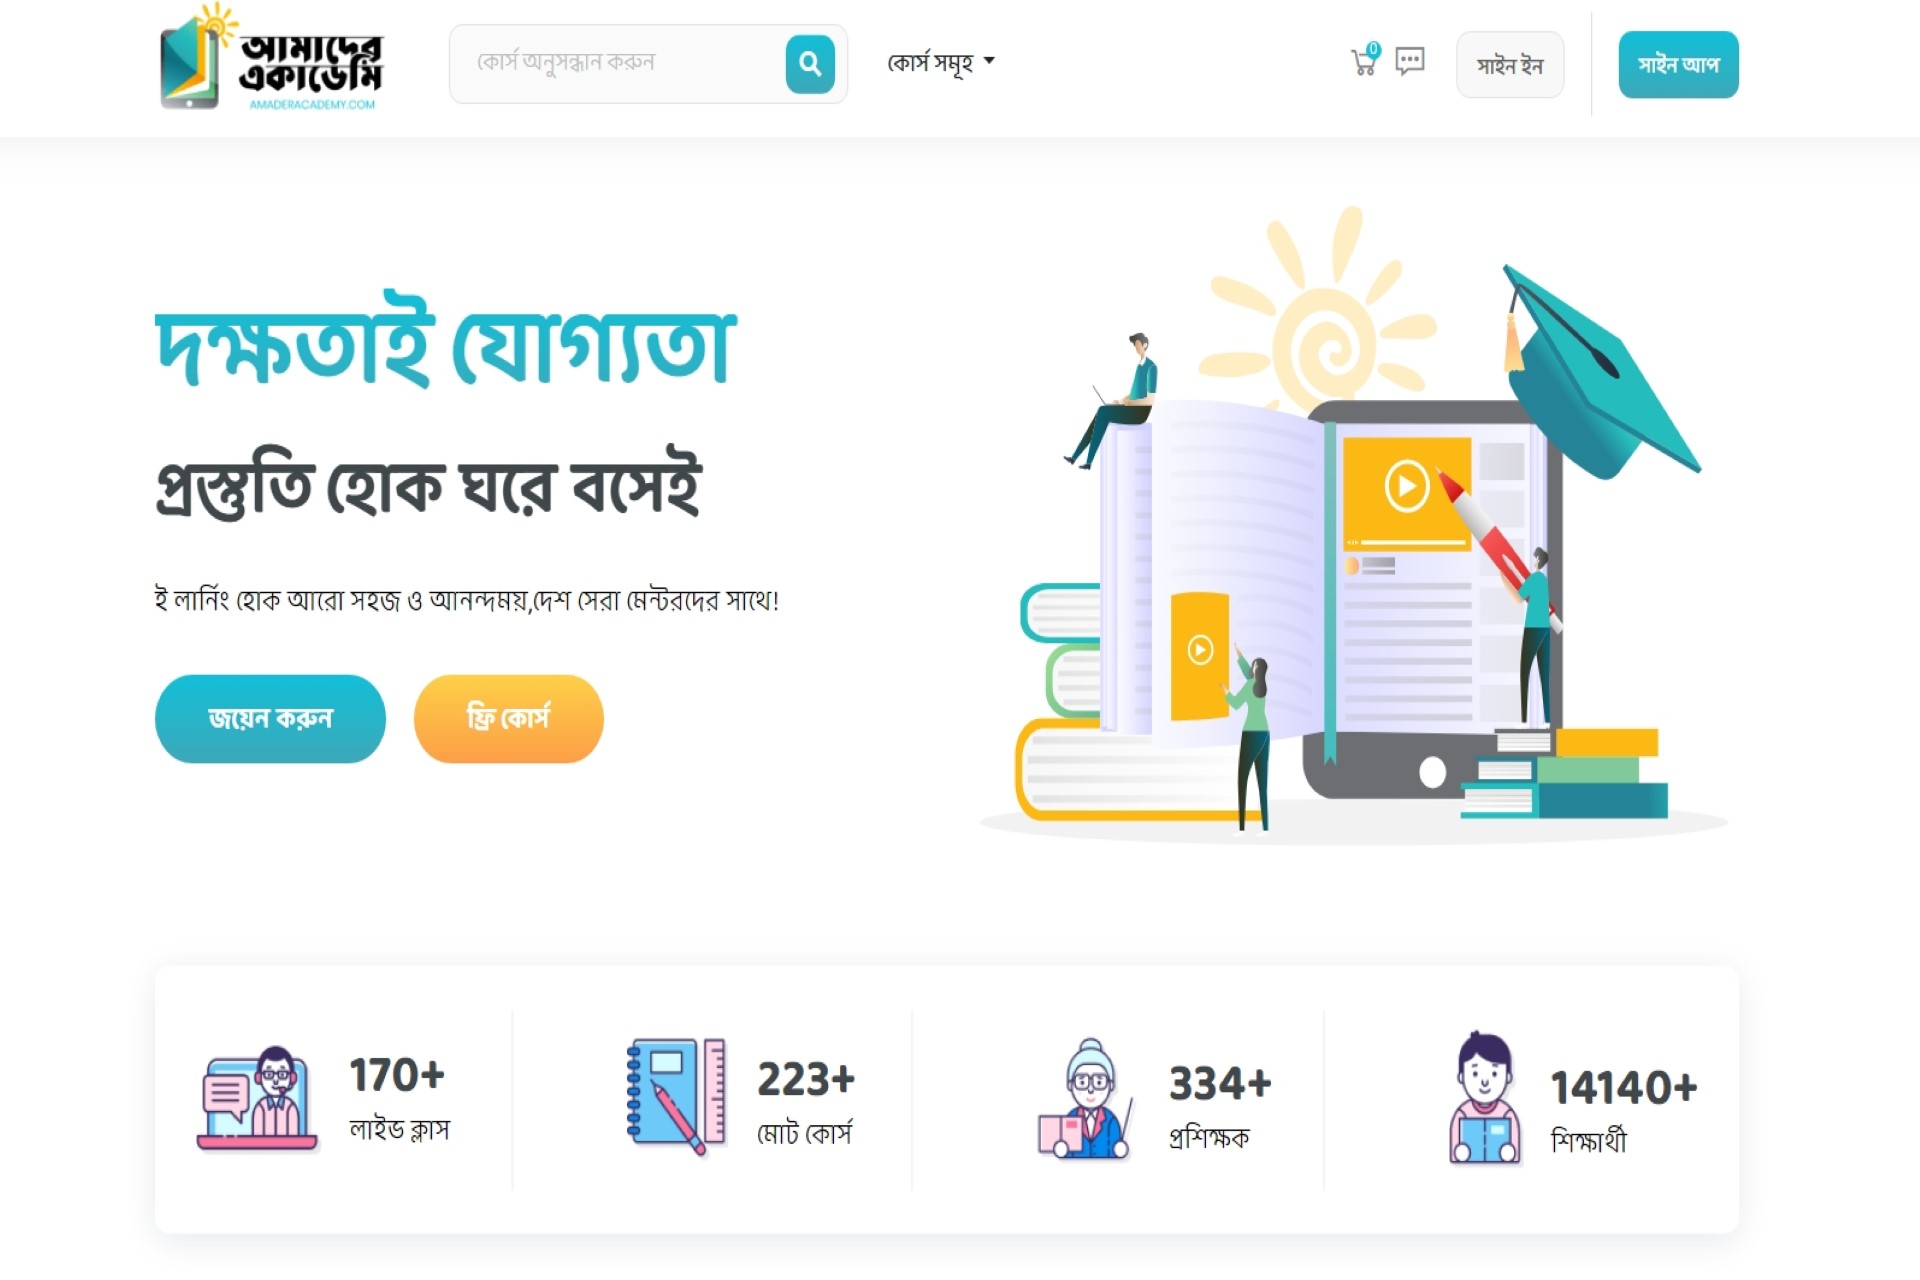 আমাদের
একাডেমি
AMADERACADEMY.COM
কোর্স অনুসন্ধান করুন
কোর্স সমূহ
0
সাইন ইন
সাইন আপ
দক্ষতাই যোগ্যতা
প্রস্তুতি হোক ঘরে বসেই
ই লার্নিং হোক আরো সহজ ও আনন্দময়,দেশ সেরা মেন্টরদের সাথে!
জয়েন করুন
ফ্রি কোর্স
170+
লাইভ ক্লাস
223+
মোট কোর্স
334+
প্রশিক্ষক
14140+
শিক্ষার্থী